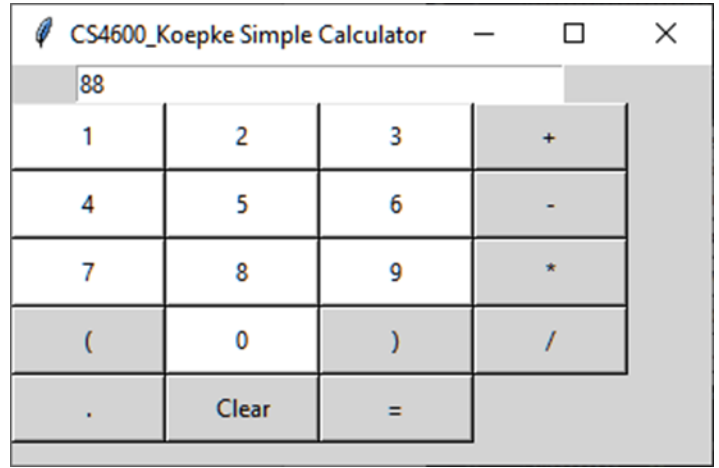 CS4600_Koepke Simple Calculator
88
1 2 3 +
4 5 6 -
7 8 9 *
( 0 ) /
. Clear =